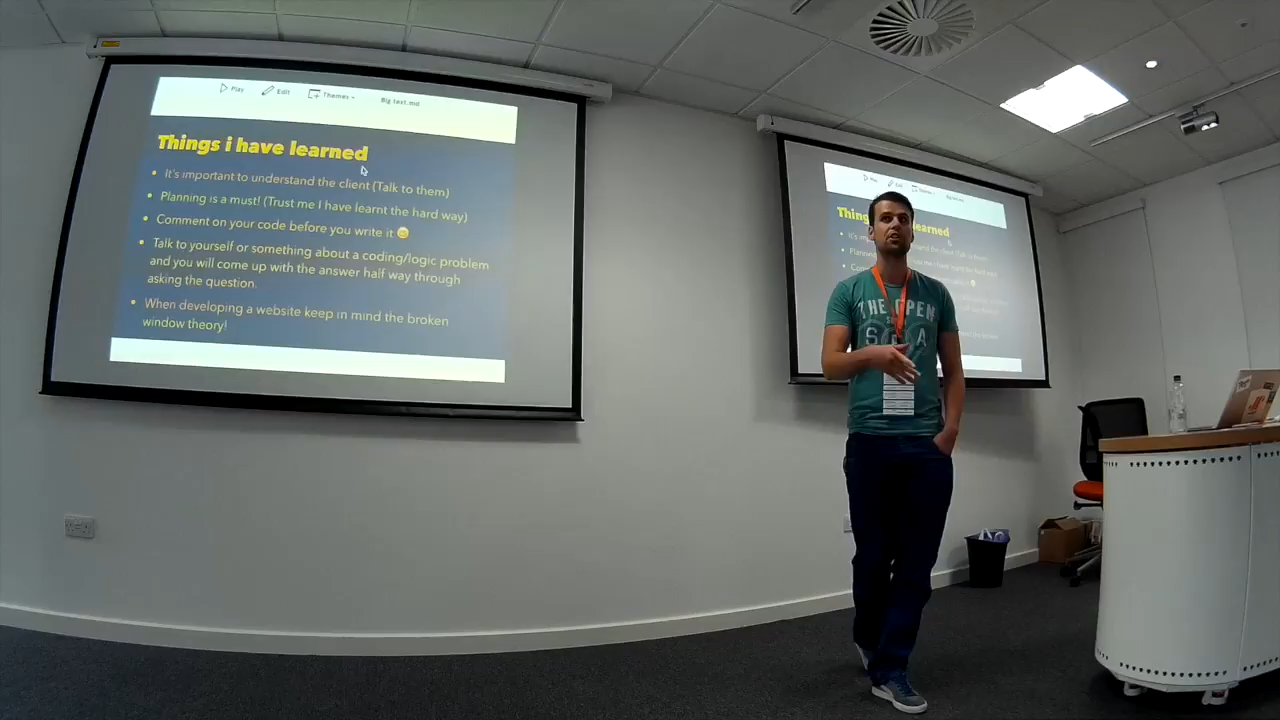 Play Edit Themes Big text.md
Things i have learned
• It's important to understand the client (Talk to them)
• Planning is a must! (Trust me I have learnt the hard way)
• Comment on your code before you write it 😄
• Talk to yourself or something about a coding/logic problem
and you will come up with the answer half way through
asking the question.
• When developing a website keep in mind the broken
window theory!
THE OPEN